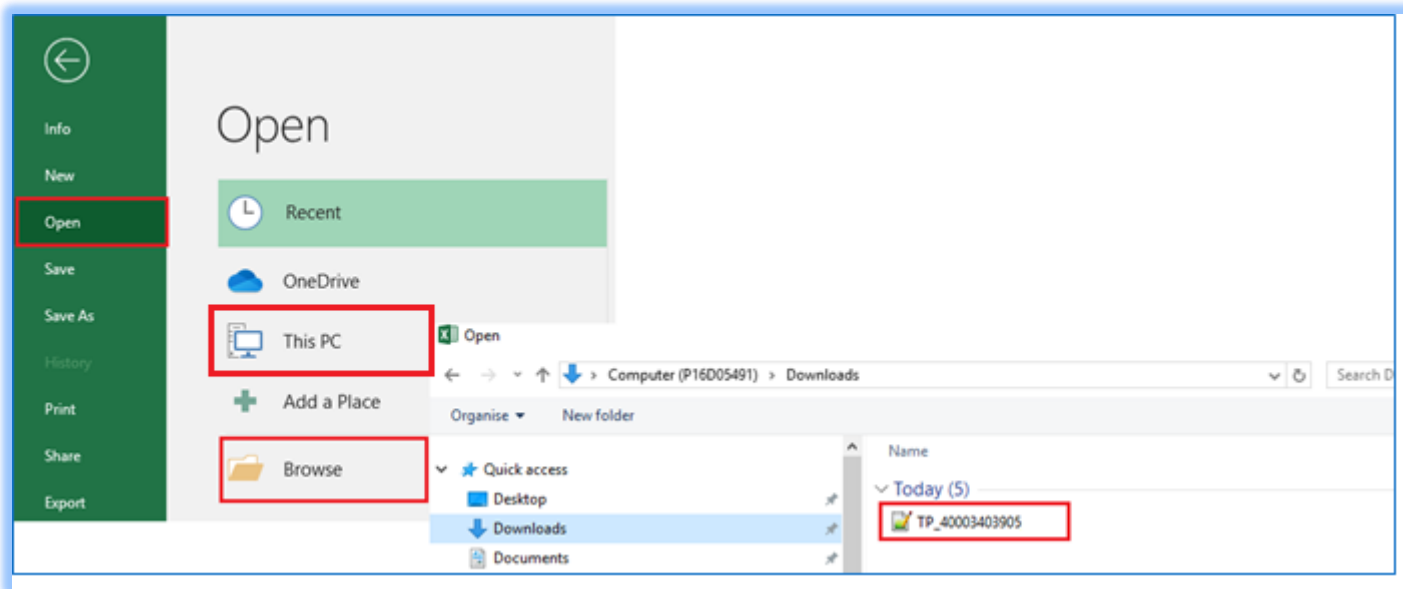 Info
New
Open
Save
Save As
History
Print
Share
Export
Open
Recent
OneDrive
This PC
Add a Place
Browse
Open
Computer (P16D05491) > Downloads
Search D
Organise
New folder
Quick access
Desktop
Downloads
Documents
Name
Today (5)
TP_40003403905